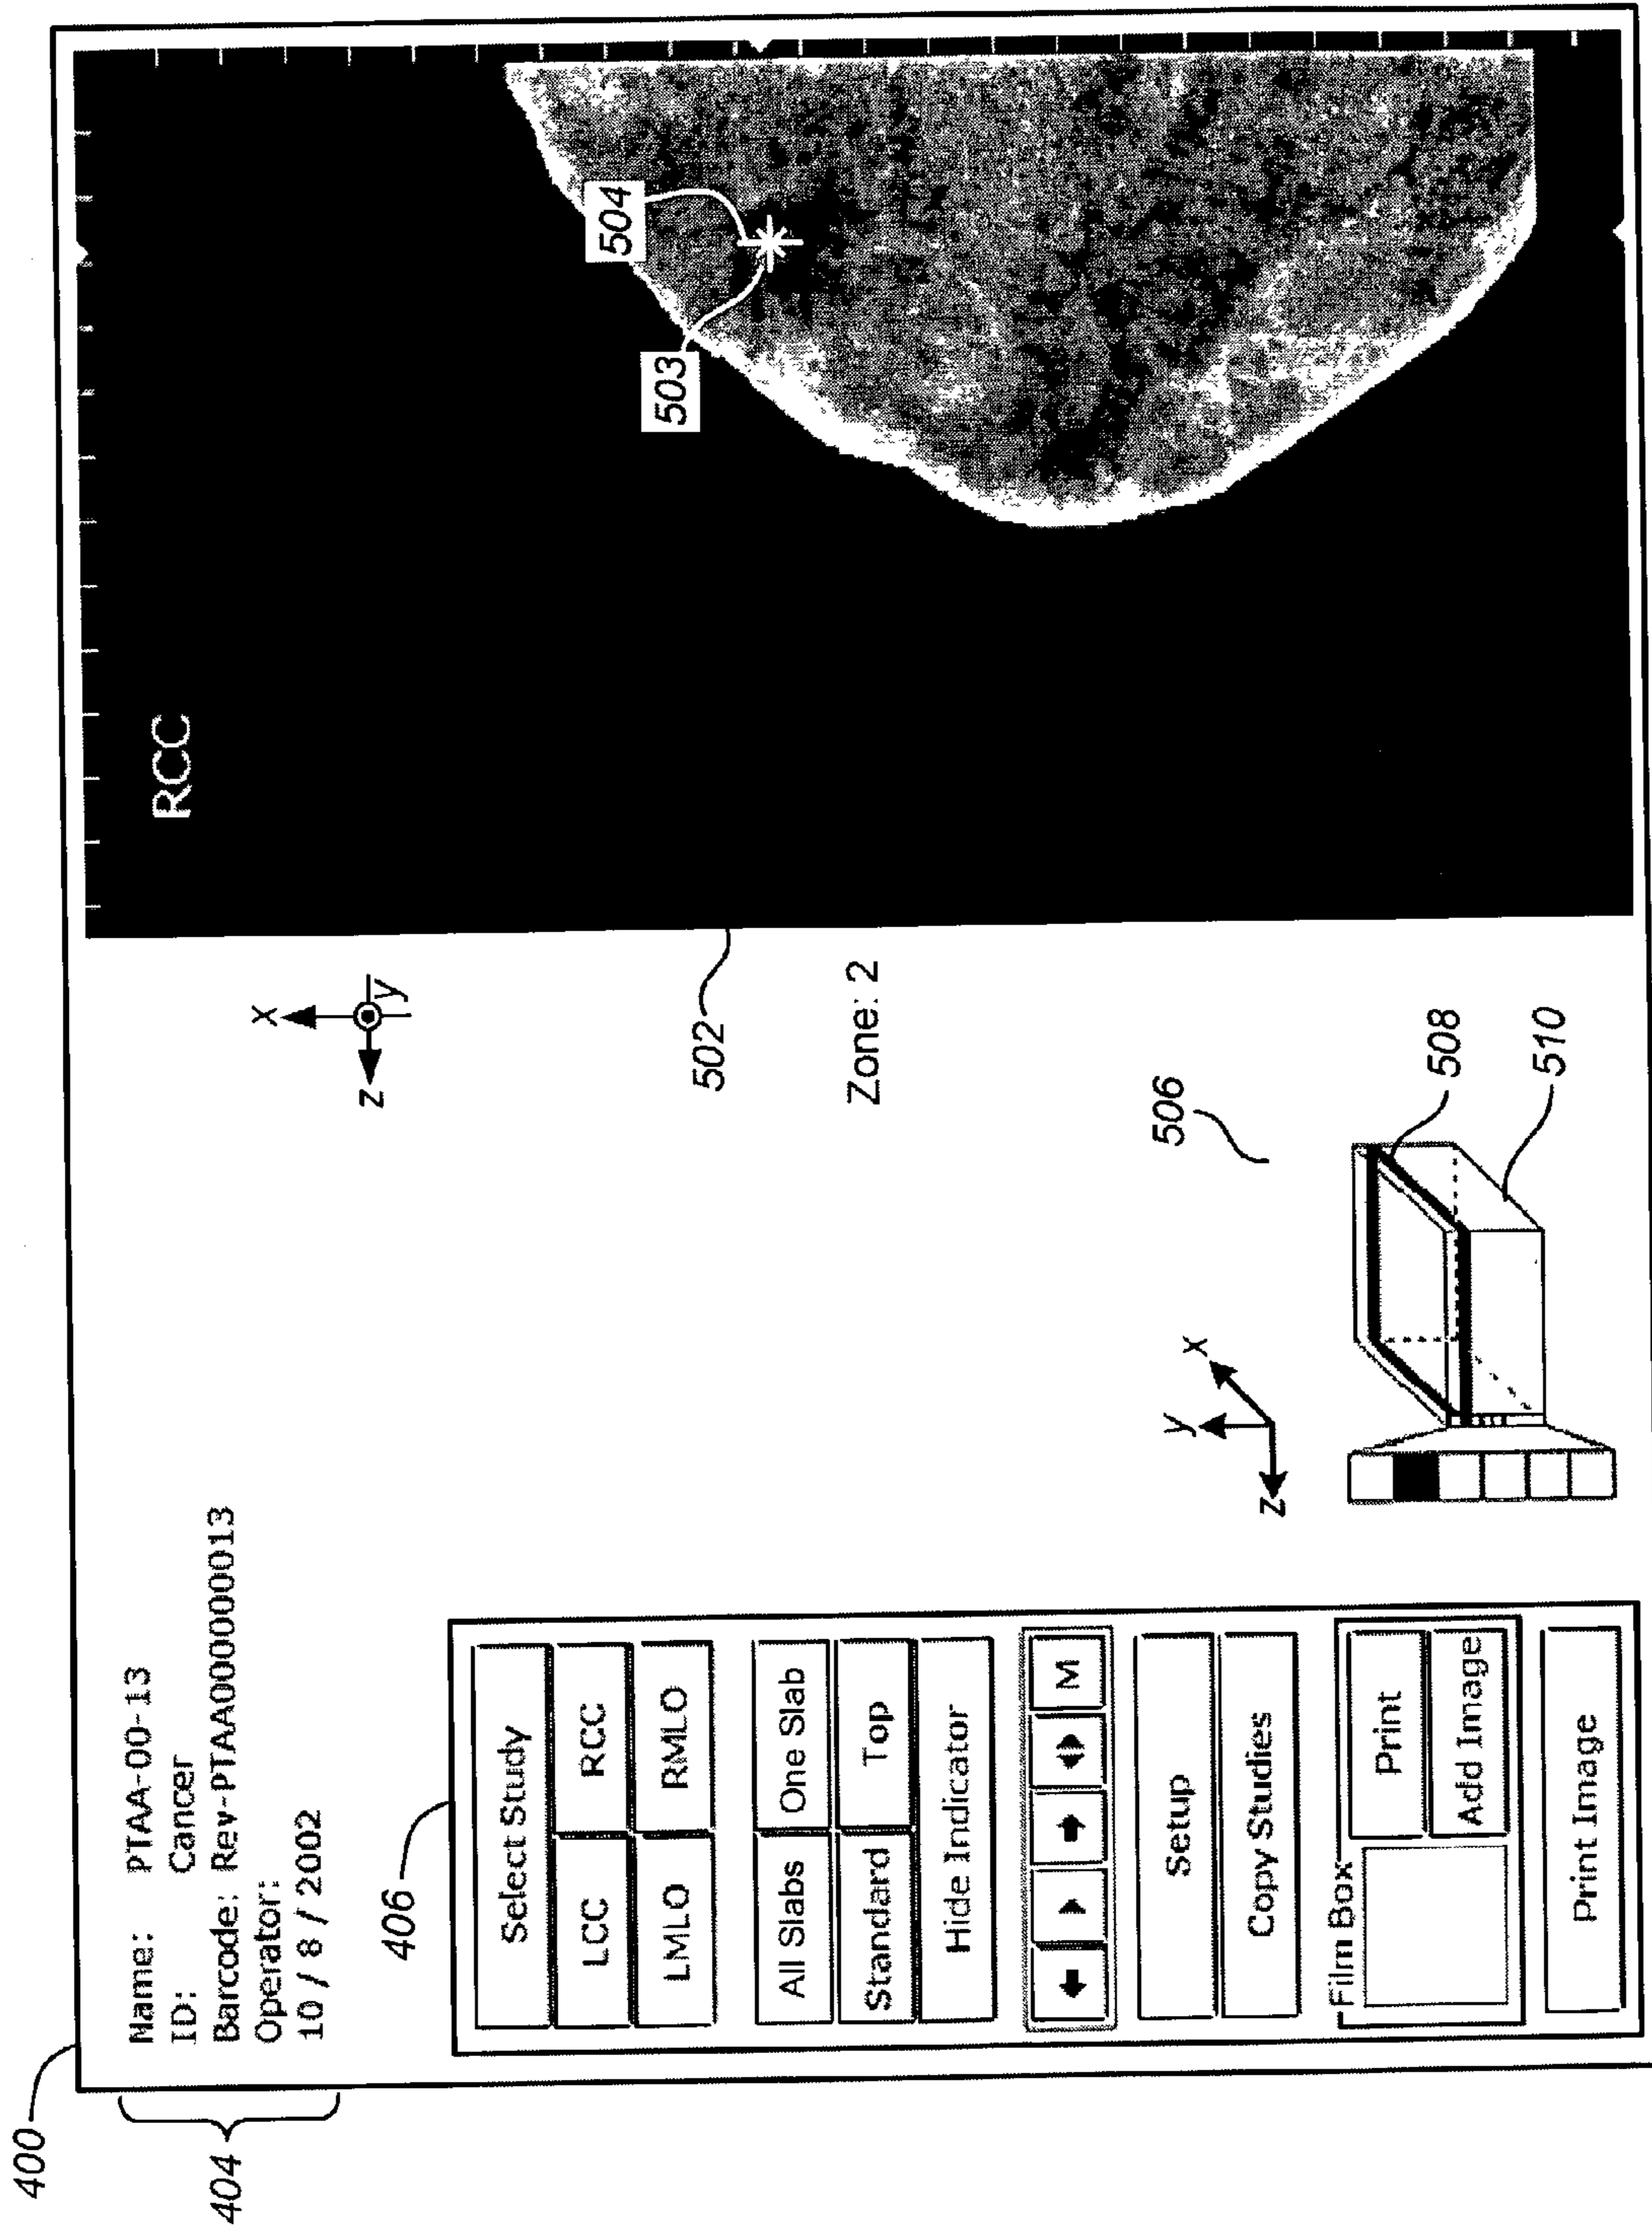 400
404
Name: PTAA-00-13
ID: Cancer
Barcode: Rev-PTAA000000013
Operator:
10 / 8 / 2002
406
Select Study
LCC RCC
LMLO RMLO
All Slabs One Slab
Standard Top
Hide Indicator
M
Setup
Copy Studies
Film Box
Print
Add Image
Print Image
x
z y
502
Zone: 2
506
y x
z
508
510
RCC
503
504